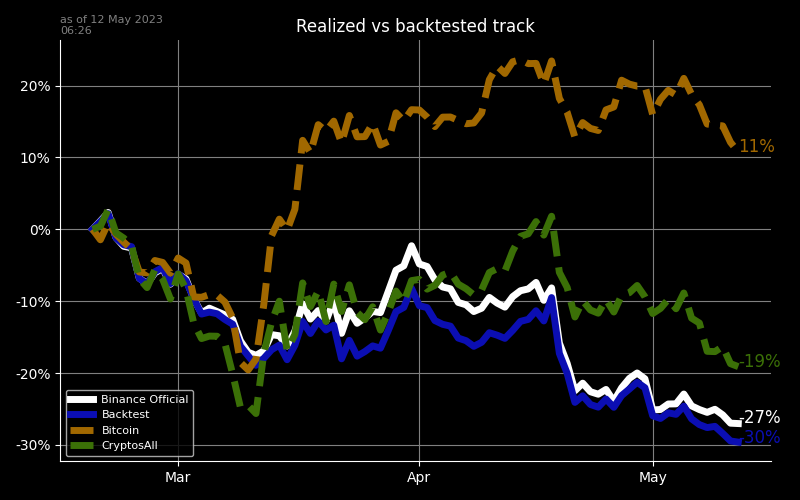 as of 12 May 2023
06:26
Realized vs backtested track
20%
10%
0%
-10%
-20%
-30%
11%
-19%
-27%
-30%
Binance Official
Backtest
Bitcoin
CryptosAll
Mar
Apr
May